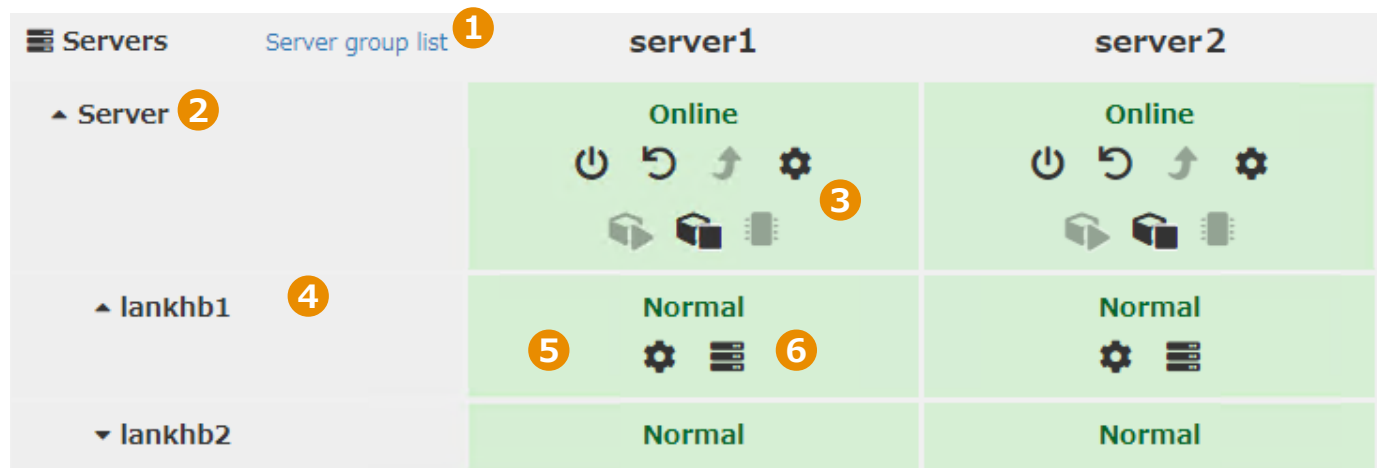 Servers Server group list 1 server1 server2
Server 2 Online Online
3
lankhb1 4 Normal Normal
5 6
lankhb2 Normal Normal